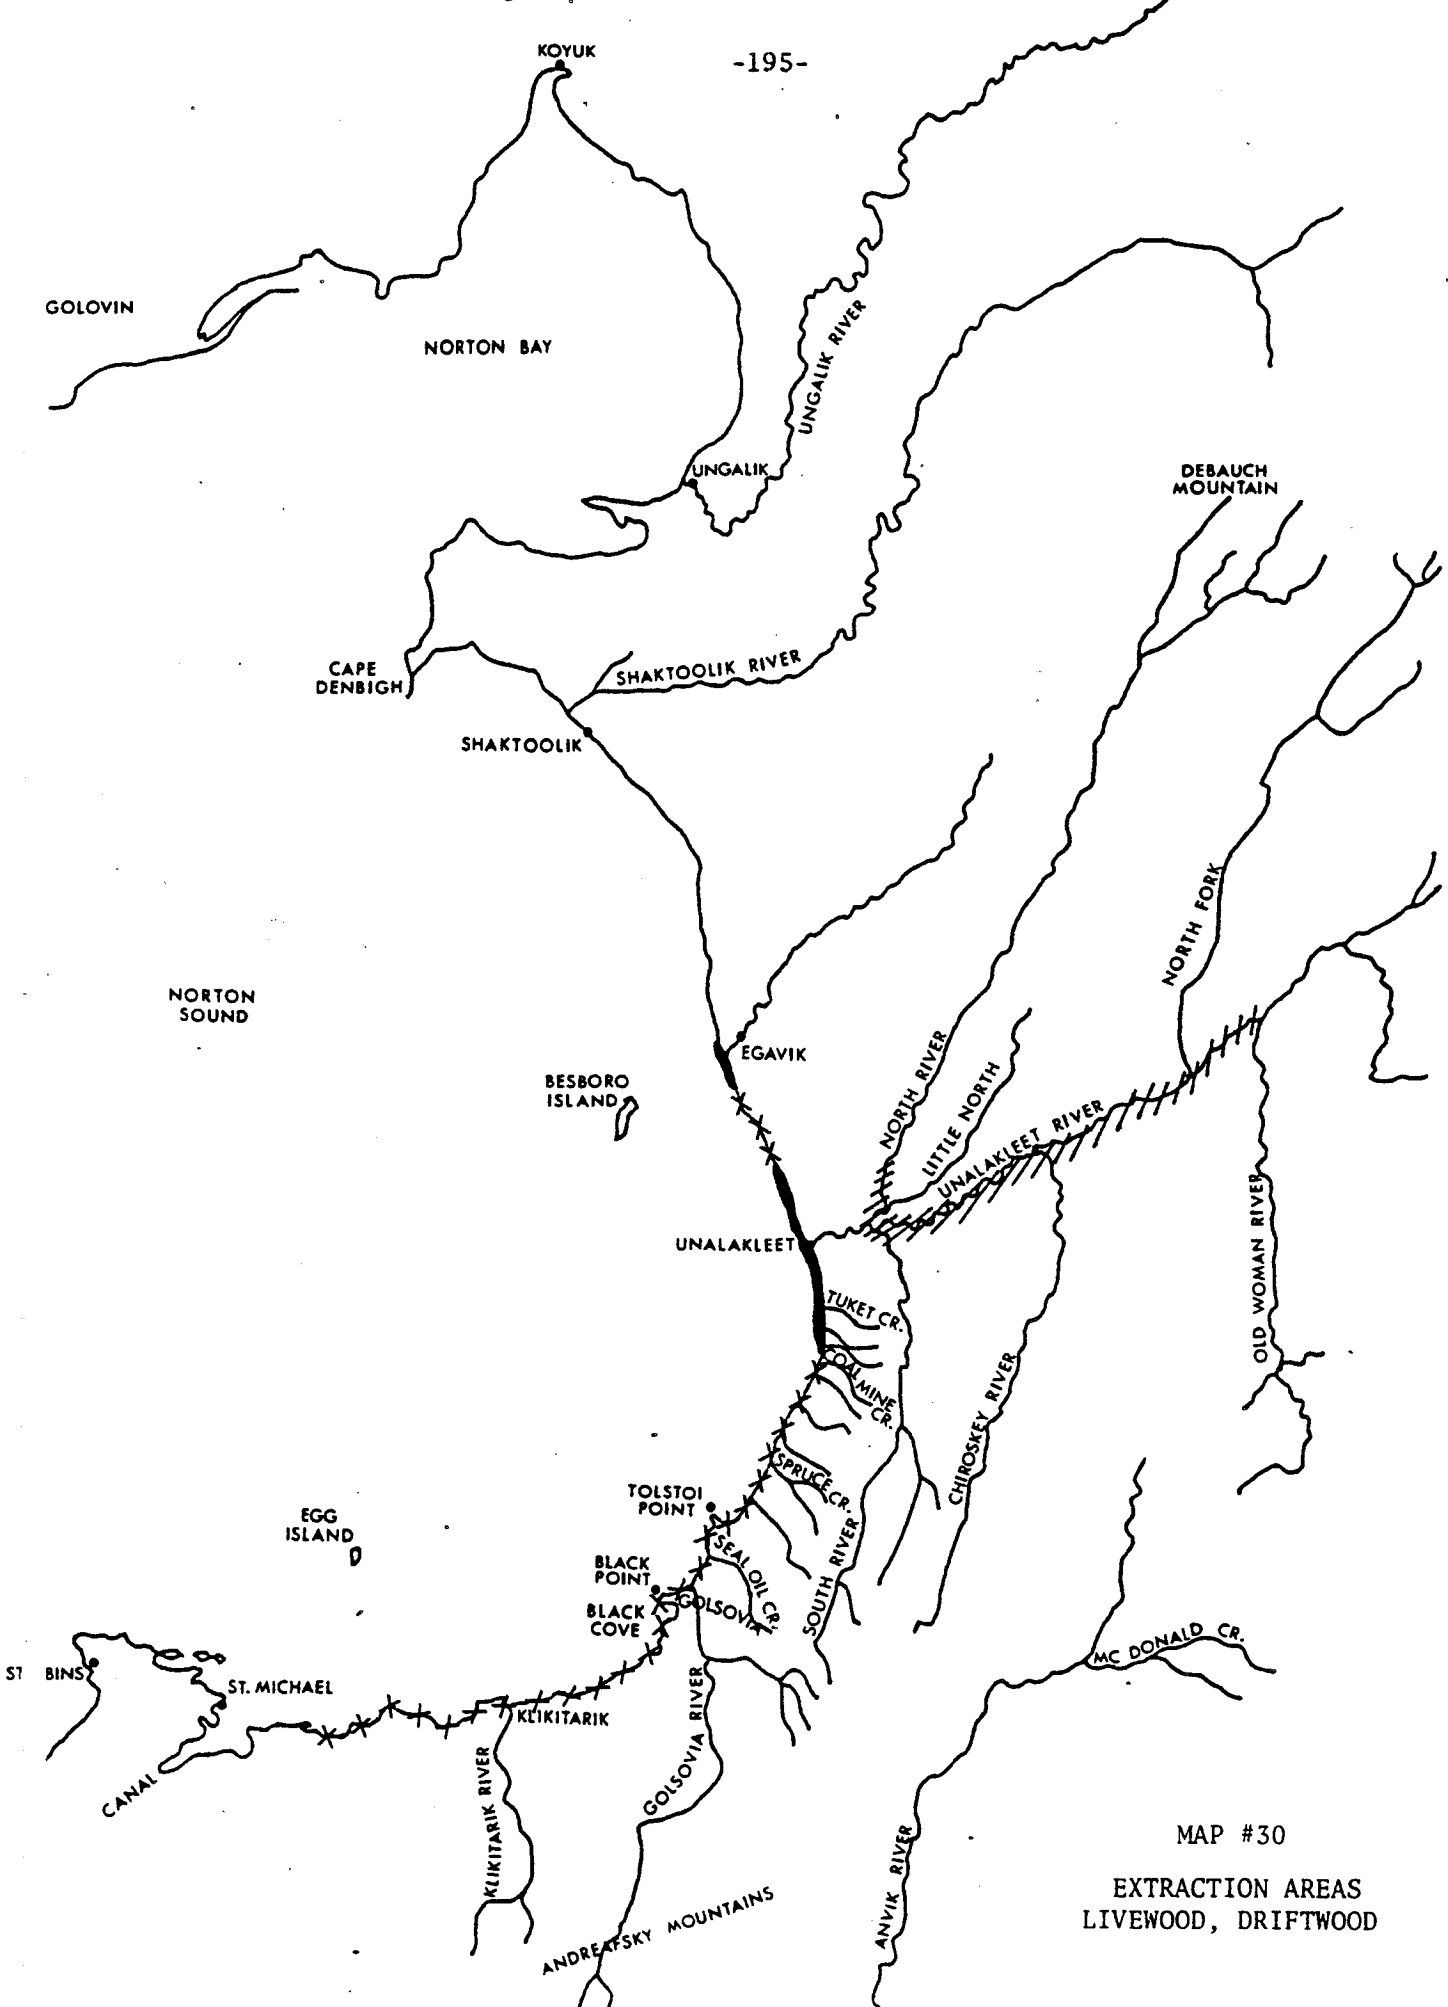 -195-
KOYUK
GOLOVIN
NORTON BAY
UNGALIK RIVER
UNGALIK
DEBAUCH
MOUNTAIN
CAPE
DENBIGH
SHAKTOOLIK RIVER
SHAKTOOLIK
NORTH FORK
NORTON
SOUND
EGAVIK
BESBORO
ISLAND
NORTH RIVER
LITTLE NORTH
UNALAKLEET RIVER
UNALAKLEET
OLD WOMAN RIVER
TUKET CR.
COAL MINE
CR.
CHIROSKEY RIVER
SPRUCE CR.
TOLSTOI
POINT
EGG
ISLAND
SEAL OIL CR.
SOUTH RIVER
BLACK
POINT
GOLSOVIA
BLACK
COVE
MC DONALD CR.
ST BINS
ST. MICHAEL
KLIKITARIK
CANAL
KLIKITARIK RIVER
GOLSOVIA RIVER
ANVIK RIVER
ANDREAFSKY MOUNTAINS
MAP #30
EXTRACTION AREAS
LIVEWOOD, DRIFTWOOD